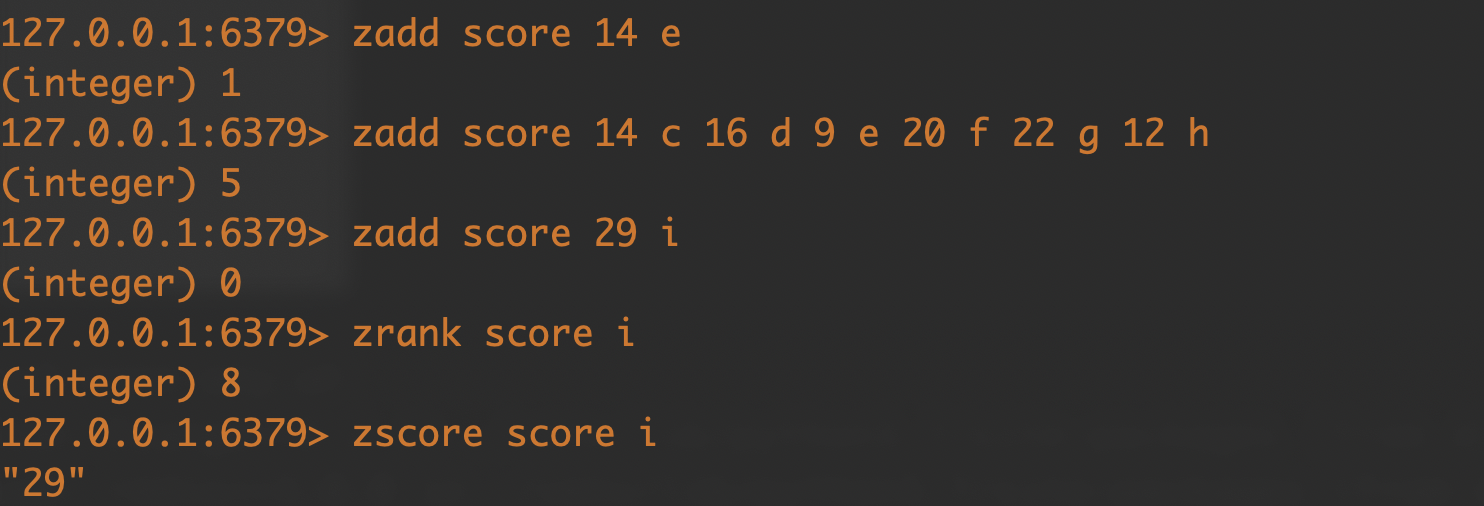 127.0.0.1:6379> zadd score 14 e
(integer) 1
127.0.0.1:6379> zadd score 14 c 16 d 9 e 20 f 22 g 12 h
(integer) 5
127.0.0.1:6379> zadd score 29 i
(integer) 0
127.0.0.1:6379> zrank score i
(integer) 8
127.0.0.1:6379> zscore score i
"29"